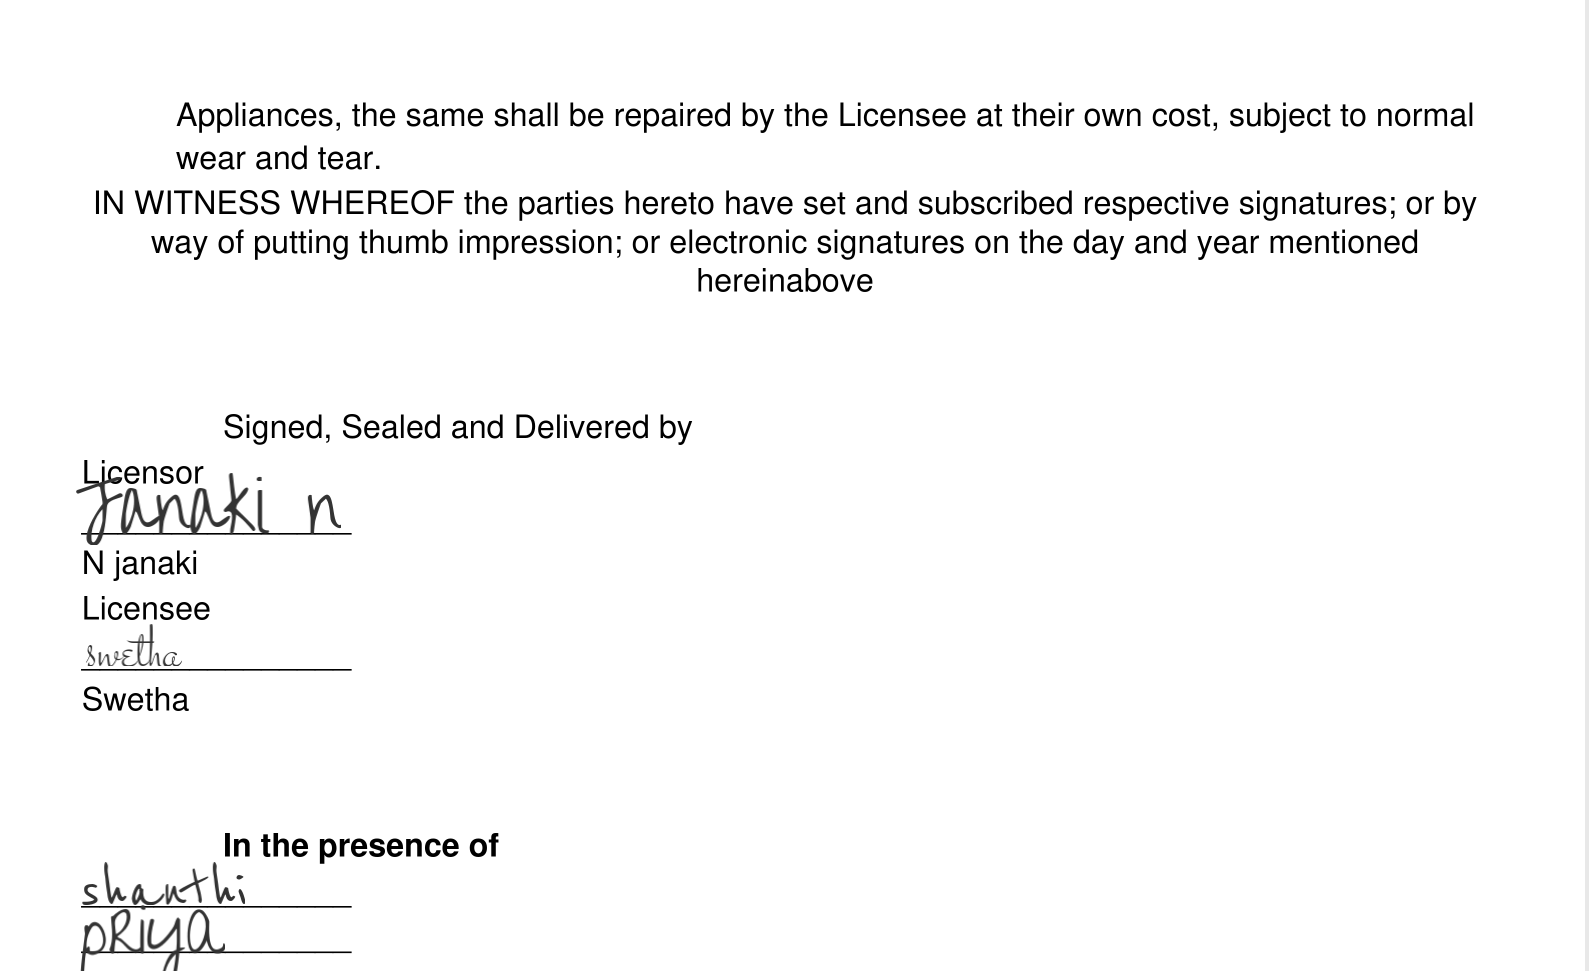 Appliances, the same shall be repaired by the Licensee at their own cost, subject to normal
wear and tear.
IN WITNESS WHEREOF the parties hereto have set and subscribed respective signatures; or by
way of putting thumb impression; or electronic signatures on the day and year mentioned
hereinabove
Signed, Sealed and Delivered by
Licensor
Janaki n
N janaki
Licensee
swetha
Swetha
In the presence of
shanthi
pRiya